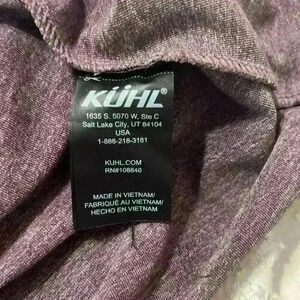 KÜHL
1635 S. 5070 W, Ste C
Salt Lake City, UT 84104
USA
1-888-218-3181
KUHL.COM
RN#108840
MADE IN VIETNAM/
FABRIQUÉ AU VIETNAM/
HECHO EN VIETNAM